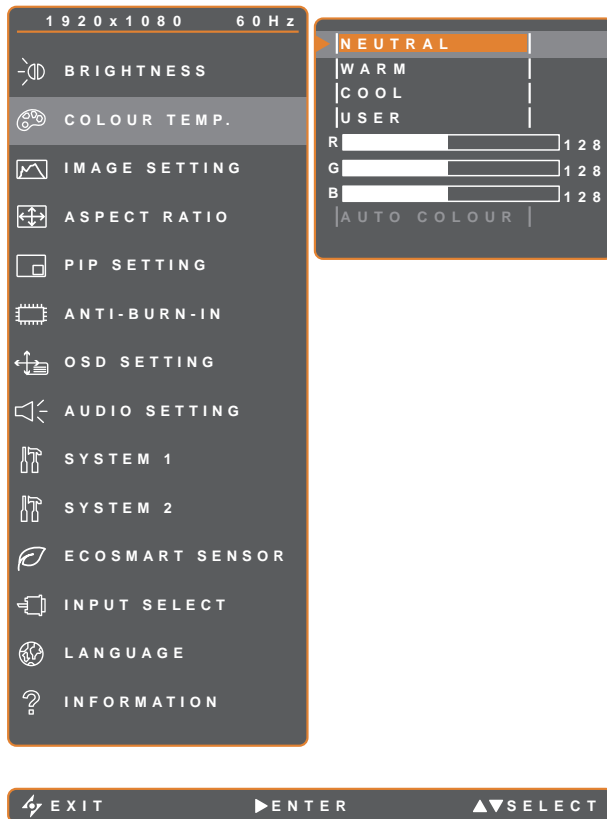 1920x1080 60Hz
BRIGHTNESS
COLOUR TEMP.
IMAGE SETTING
ASPECT RATIO
PIP SETTING
ANTI-BURN-IN
OSD SETTING
AUDIO SETTING
SYSTEM 1
SYSTEM 2
ECOSMART SENSOR
INPUT SELECT
LANGUAGE
INFORMATION
NEUTRAL
WARM
COOL
USER
R 128
G 128
B 128
AUTO COLOUR
EXIT ▶ENTER ▲▼SELECT